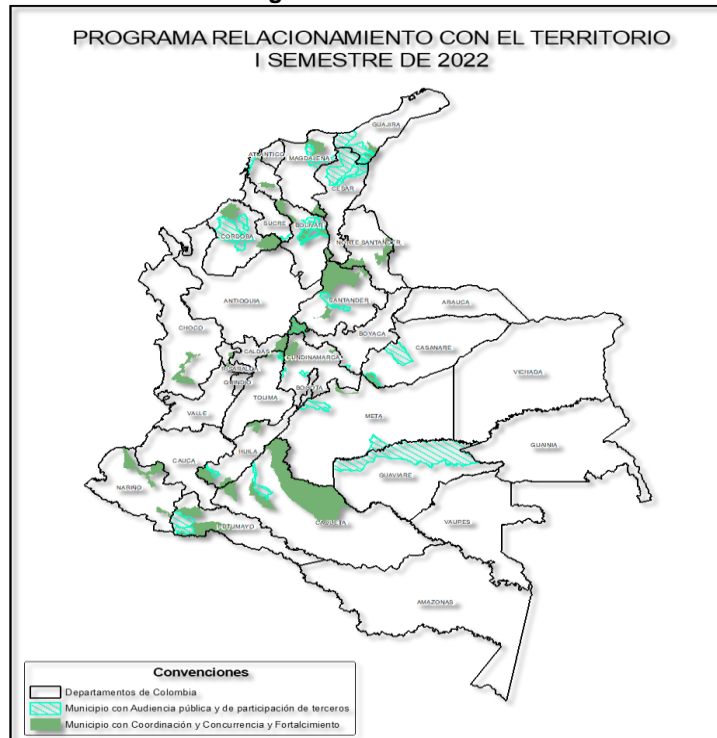 PROGRAMA RELACIONAMIENTO CON EL TERRITORIO
I SEMESTRE DE 2022
GUAJIRA
ATLANTICO
MAGDALENA
CESAR
SUCRE
BOLIVAR
CORDOBA
NORTE SANTANDER
ANTIOQUIA
SANTANDER
ARAUCA
CHOCO
BOYACA
CASANARE
CALDAS
CUNDINAMARCA
VICHADA
RISARALDA
QUINDIO
BOGOTA
TOLIMA
VALLE
META
GUAINIA
CAUCA
HUILA
GUAVIARE
NARIÑO
CAQUETA
VAUPES
PUTUMAYO
AMAZONAS
Convenciones
Departamentos de Colombia
Municipio con Audiencia pública y de participación de terceros
Municipio con Coordinación y Concurrencia y Fortalcimiento